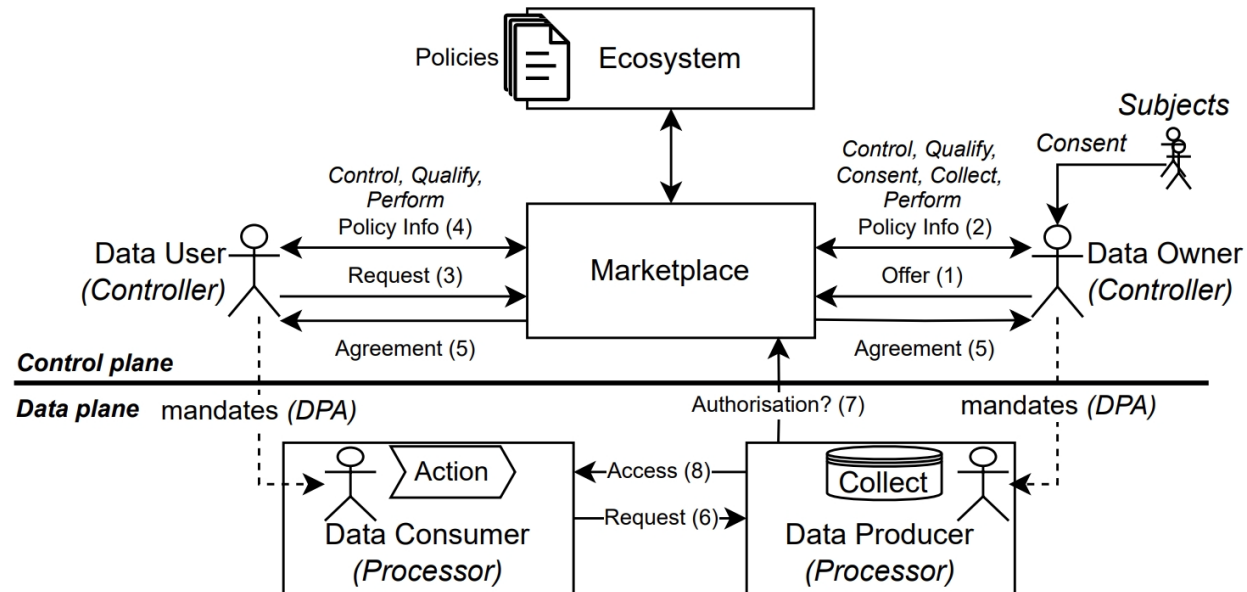 Policies
Ecosystem
Subjects
Consent
Control, Qualify,
Perform
Policy Info (4)
Control, Qualify,
Consent, Collect,
Perform
Policy Info (2)
Data User
(Controller)
Request (3)
Marketplace
Offer (1)
Data Owner
(Controller)
Agreement (5)
Agreement (5)
Control plane
Data plane
mandates (DPA)
Authorisation? (7)
mandates (DPA)
Action
Access (8)
Collect
Request (6)
Data Consumer
(Processor)
Data Producer
(Processor)